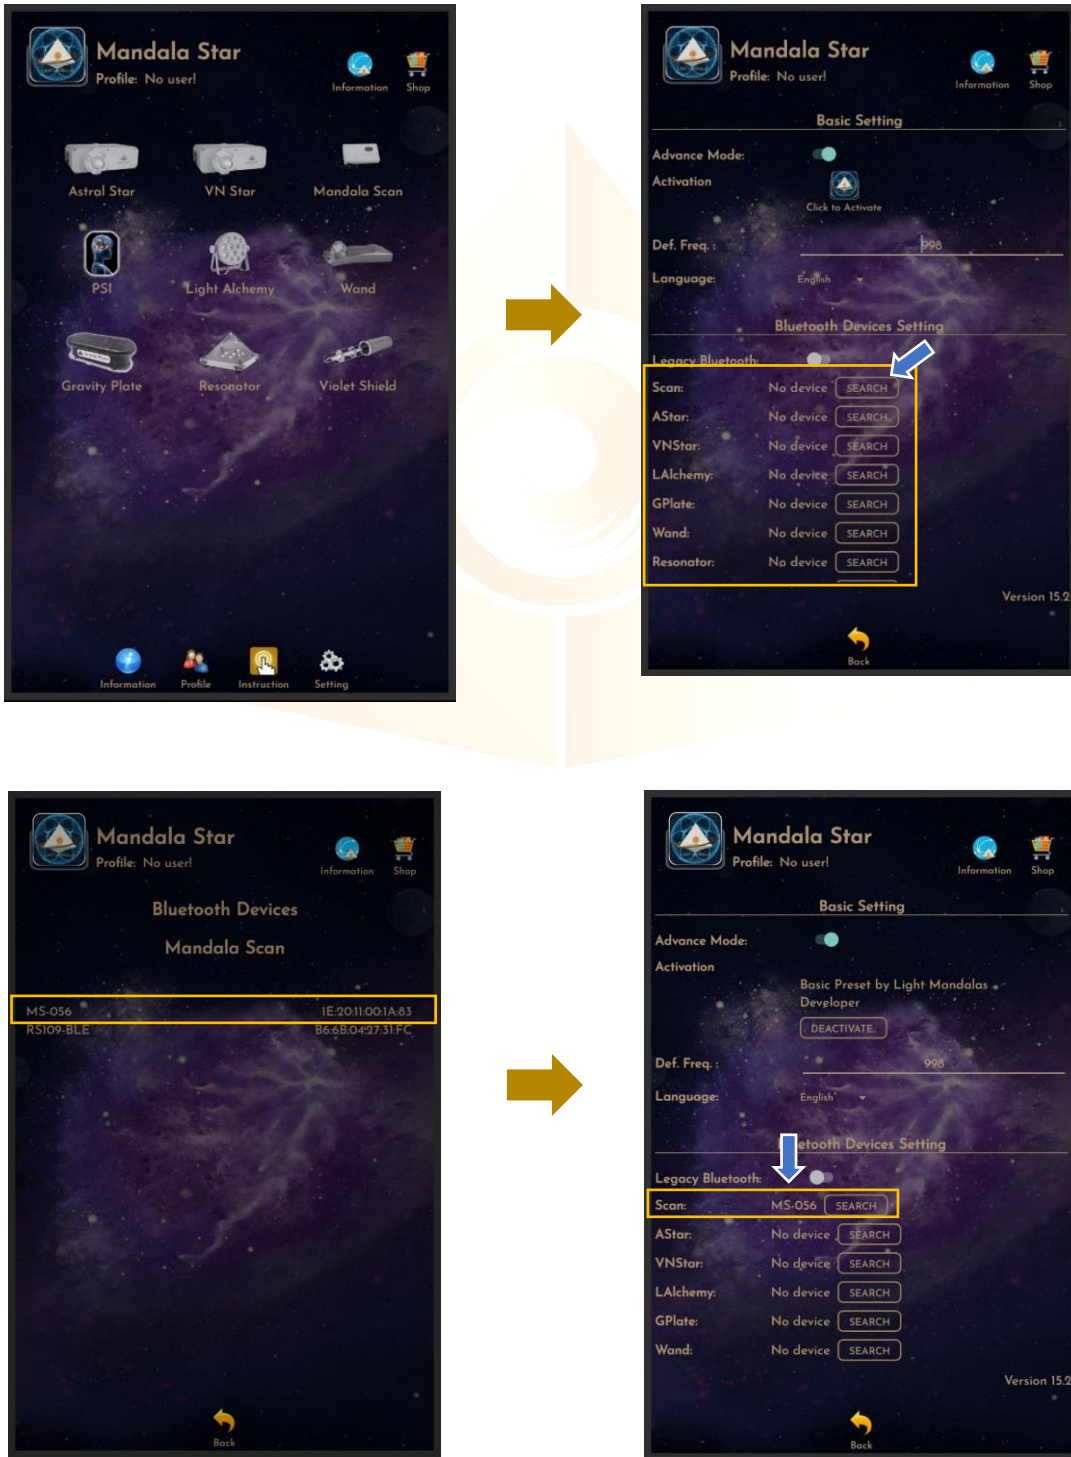 Mandala Star
Profile: No user!
Information
Shop
Astral Star
VN Star
Mandala Scan
PSI
Light Alchemy
Wand
Gravity Plate
Resonator
Violet Shield
Information
Profile
Instruction
Setting
Mandala Star
Profile: No user!
Information
Shop
Basic Setting
Advance Mode:
Activation
Click to Activate
Def. Freq. : 998
Language: English
Bluetooth Devices Setting
Legacy Bluetooth:
Scan: No device SEARCH
AStar: No device SEARCH
VNStar: No device SEARCH
LAlchemy: No device SEARCH
GPlate: No device SEARCH
Wand: No device SEARCH
Resonator: No device SEARCH
Version 15.2
Back
Mandala Star
Profile: No user!
Information
Shop
Bluetooth Devices
Mandala Scan
MS-056 1E:20:11:00:1A:83
RS109-BLE B6:6B:04:27:31:FC
Back
Mandala Star
Profile: No user!
Information
Shop
Basic Setting
Advance Mode:
Activation
Basic Preset by Light Mandalas
Developer
DEACTIVATE
Def. Freq. : 998
Language: English
etooth Devices Setting
Legacy Bluetooth:
Scan: MS-056 SEARCH
AStar: No device SEARCH
VNStar: No device SEARCH
LAlchemy: No device SEARCH
GPlate: No device SEARCH
Wand: No device SEARCH
Version 15.2
Back